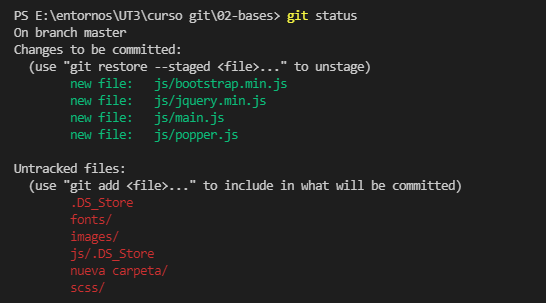 PS E:\entornos\UT3\curso git\02-bases> git status
On branch master
Changes to be committed:
  (use "git restore --staged <file>..." to unstage)
        new file:   js/bootstrap.min.js
        new file:   js/jquery.min.js
        new file:   js/main.js
        new file:   js/popper.js

Untracked files:
  (use "git add <file>..." to include in what will be committed)
        .DS_Store
        fonts/
        images/
        js/.DS_Store
        nueva carpeta/
        scss/